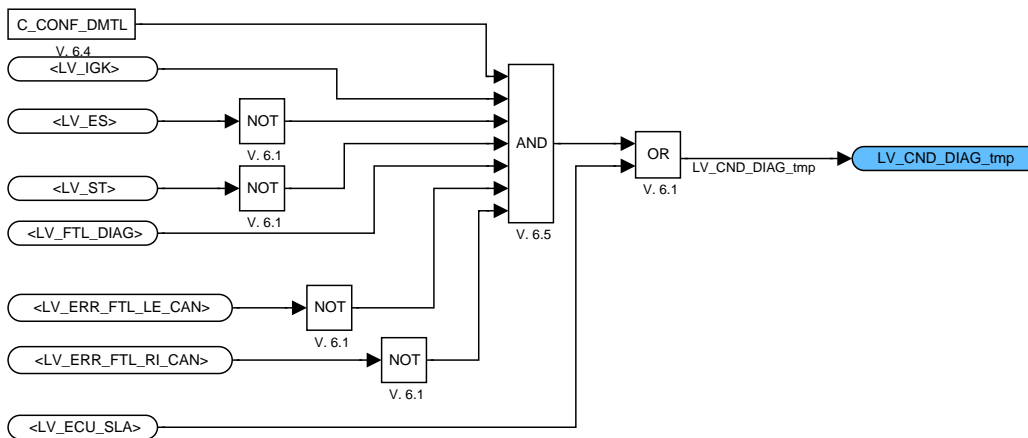 C_CONF_DMTL
V. 6.4
<LV_IGK>
<LV_ES>
NOT
V. 6.1
<LV_ST>
NOT
V. 6.1
<LV_FTL_DIAG>
AND
V. 6.5
OR
V. 6.1
LV_CND_DIAG_tmp
LV_CND_DIAG_tmp
<LV_ERR_FTL_LE_CAN>
NOT
V. 6.1
<LV_ERR_FTL_RI_CAN>
NOT
V. 6.1
<LV_ECU_SLA>